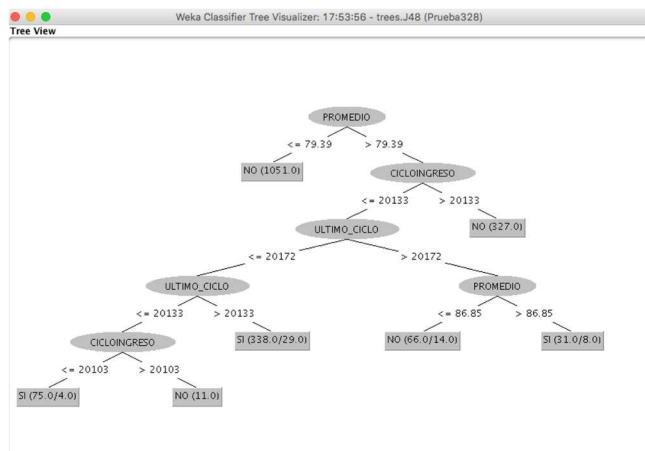 Weka Classifier Tree Visualizer: 17:53:56 - trees.J48 (Prueba328)
Tree View
PROMEDIO
<= 79.39 > 79.39
NO (1051.0) CICLOINGRESO
<= 20133 > 20133
ULTIMO_CICLO NO (327.0)
<= 20172 > 20172
ULTIMO_CICLO PROMEDIO
<= 20133 > 20133 <= 86.85 > 86.85
CICLOINGRESO SI (338.0/29.0) NO (66.0/14.0) SI (31.0/8.0)
<= 20103 > 20103
SI (75.0/4.0) NO (11.0)